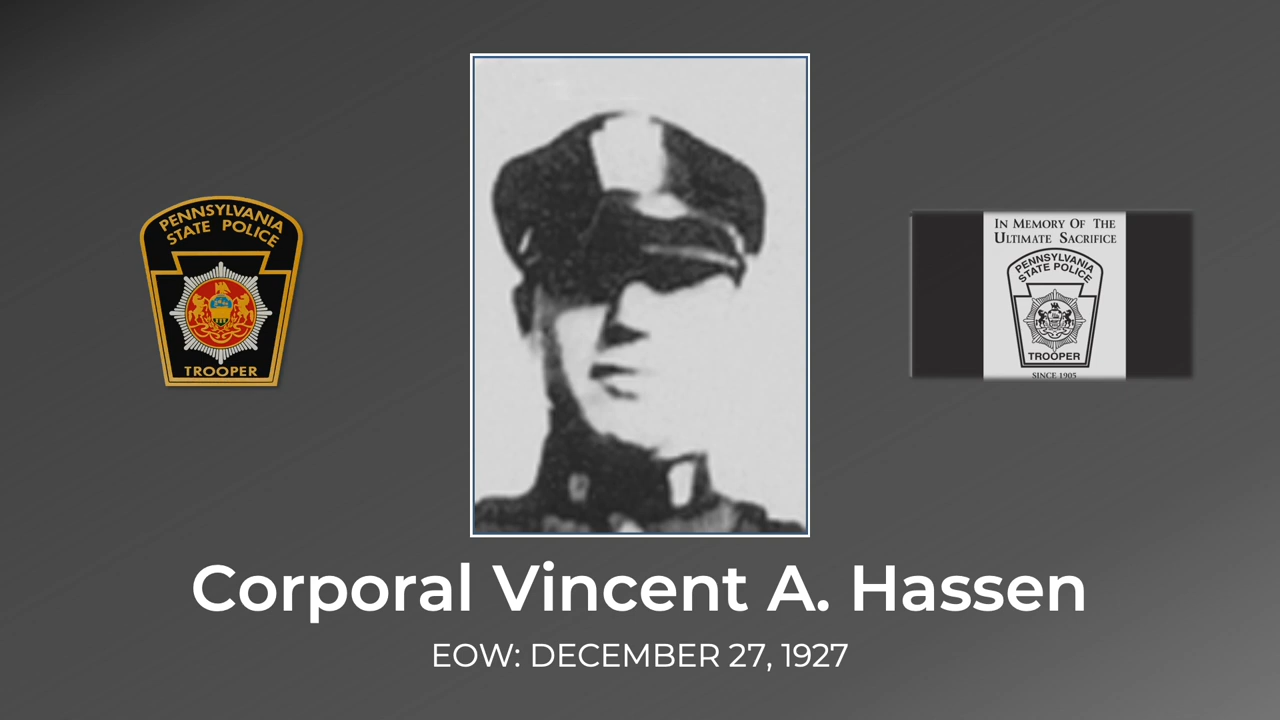 PENNSYLVANIA
STATE POLICE
TROOPER
IN MEMORY OF THE
ULTIMATE SACRIFICE
PENNSYLVANIA
STATE POLICE
TROOPER
SINCE 1905
Corporal Vincent A. Hassen
EOW: DECEMBER 27, 1927